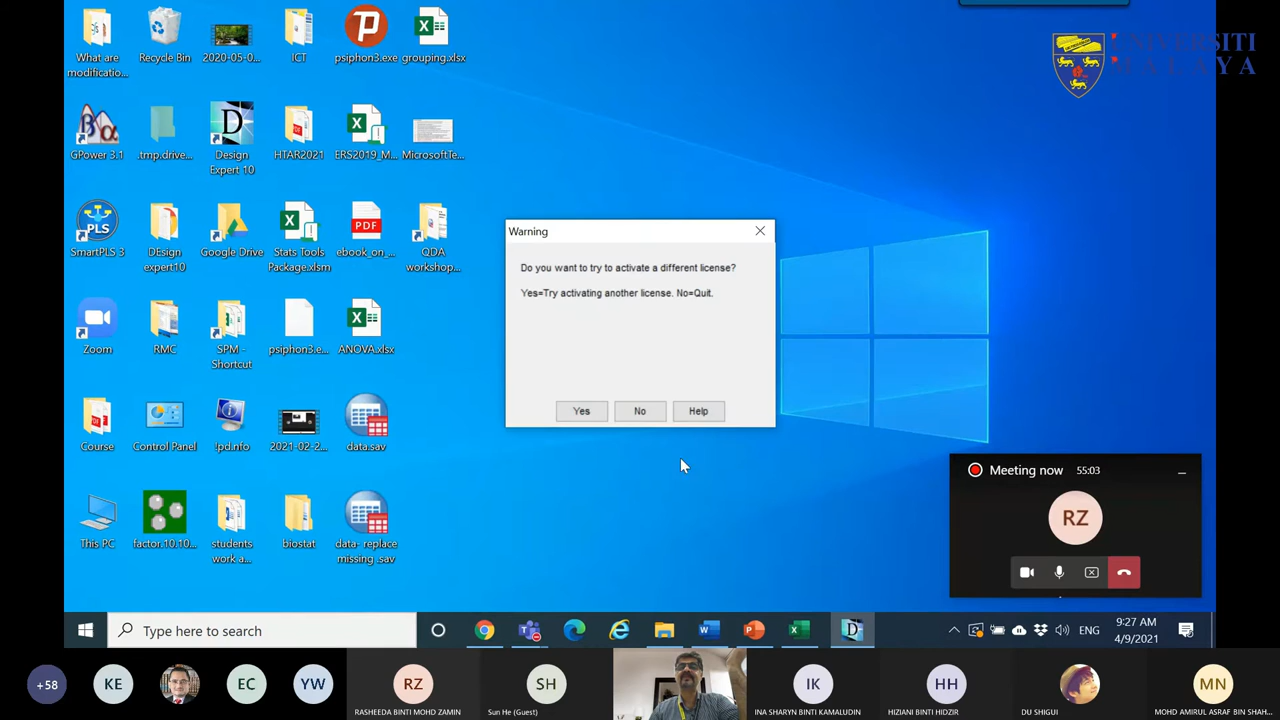 What are
modificatio...
Recycle Bin
2020-05-0...
ICT
psiphon3.exe
grouping.xlsx
UNIVERSITI
MALAYA
GPower 3.1
.tmp.drive...
Design
Expert 10
HTAR2021
ERS2019_M...
MicrosoftTe...
SmartPLS 3
DEsign
expert10
Google Drive
Stats Tools
Package.xlsm
ebook_on_...
QDA
workshop...
Warning
Do you want to try to activate a different license?
Yes=Try activating another license. No=Quit.
Yes
No
Help
Zoom
RMC
SPM -
Shortcut
psiphon3.e...
ANOVA.xlsx
Course
Control Panel
!pd.nfo
2021-02-2...
data.sav
This PC
factor.10.10...
students
work a...
biostat
data- replace
missing .sav
Meeting now 55:03
RZ
Type here to search
ENG
9:27 AM
4/9/2021
+58
KE
EC
YW
RZ
SH
IK
HH
MN
RASHEEDA BINTI MOHD ZAMIN
Sun He (Guest)
INA SHARYN BINTI KAMALUDIN
HIZIANI BINTI HIDZIR
DU SHIGUI
MOHD AMIRUL ASRAF BIN SHAH...